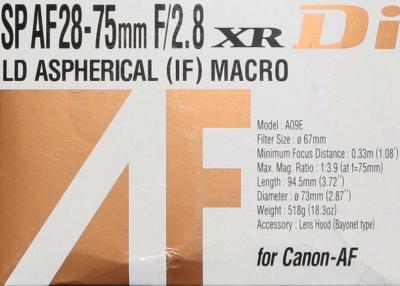 SP AF28-75mm F/2.8 XR Di
LD ASPHERICAL (IF) MACRO
AF
Model : A09E
Filter Size : ø 67mm
Minimum Focus Distance : 0.33m (1.08′)
Max. Mag. Ratio : 1:3.9 (at f=75mm)
Length : 94.5mm (3.72″)
Diameter : ø 73mm (2.87″)
Weight : 518g (18.3oz)
Accessory : Lens Hood (Bayonet type)
for Canon-AF